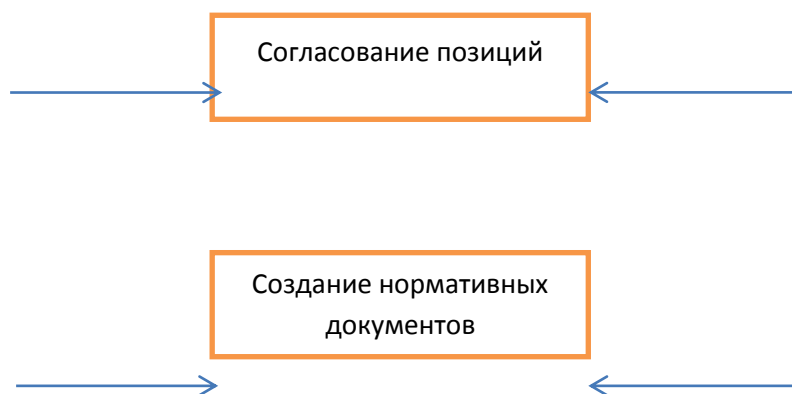 Согласование позиций
Создание нормативных
документов